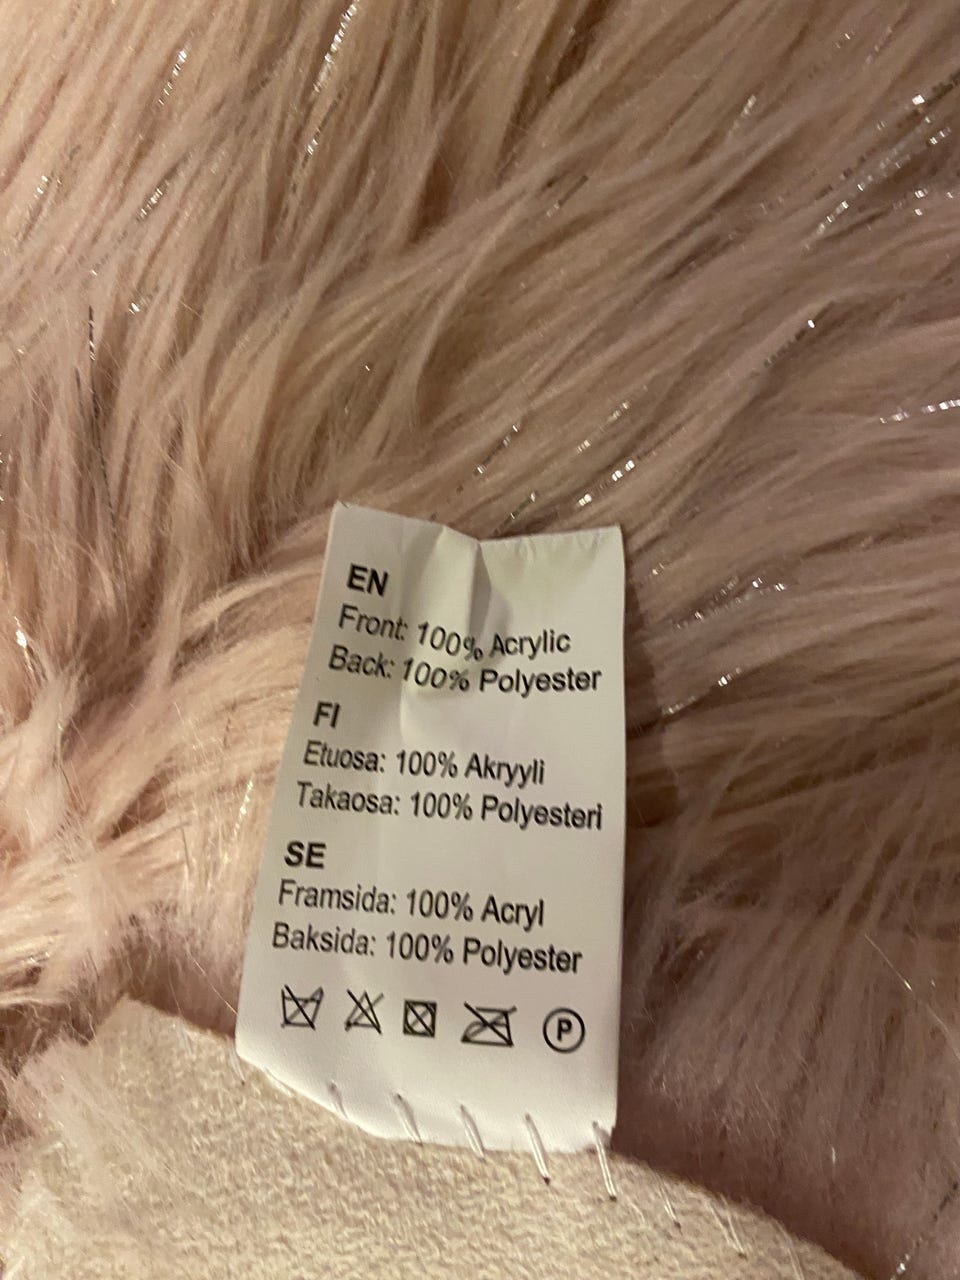 EN
Front: 100% Acrylic
Back: 100% Polyester
FI
Etuosa: 100% Akryyli
Takaosa: 100% Polyesteri
SE
Framsida: 100% Acryl
Baksida: 100% Polyester
P